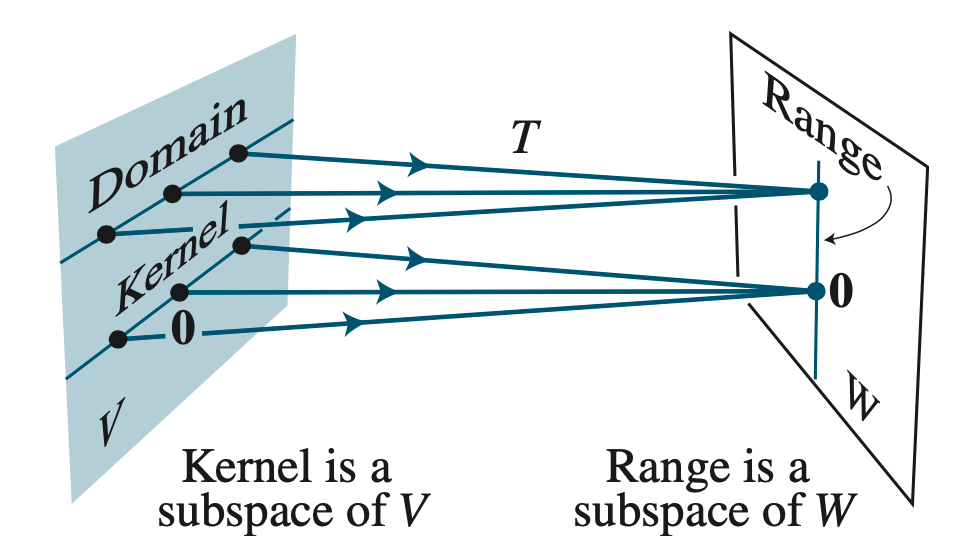 Domain
Kernel
0
V
T
Range
0
W
Kernel is a
subspace of V
Range is a
subspace of W